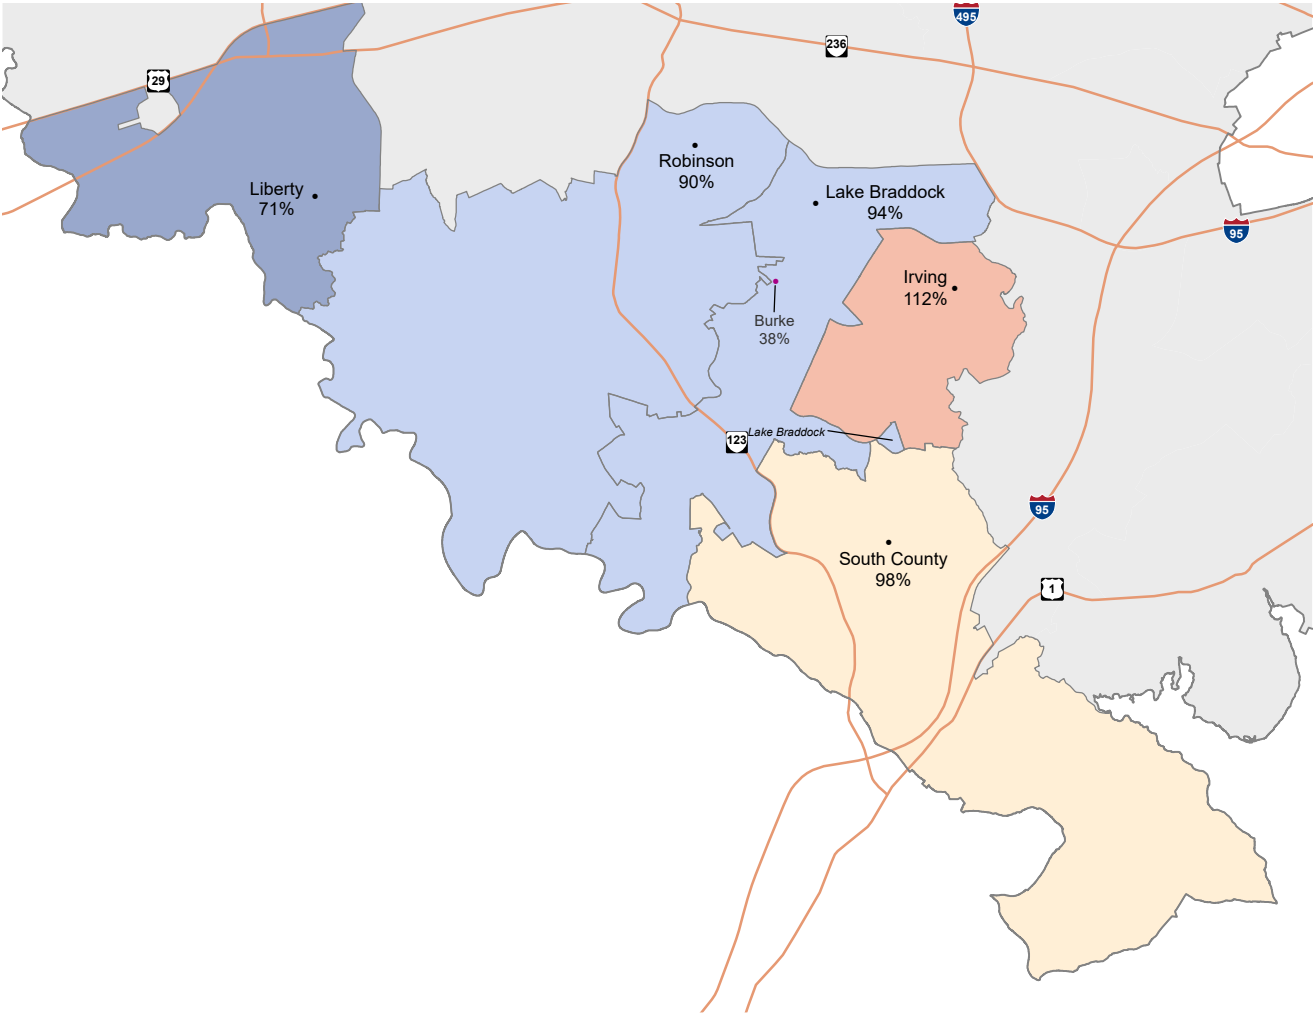 495
236
29
Robinson
90%
Liberty
71%
Lake Braddock
94%
95
Irving
112%
Burke
38%
Lake Braddock
123
95
South County
98%
1